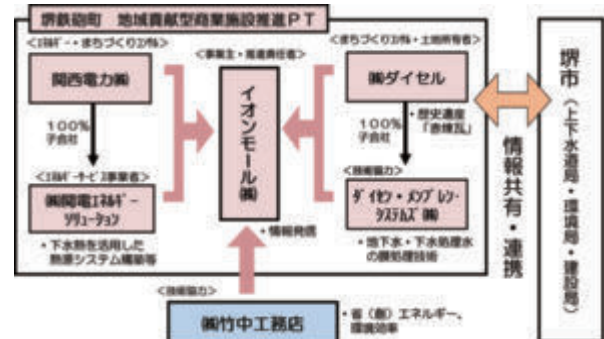 堺鉄砲町 地域貢献型商業施設推進PT
<エネルギー・まちづくりコンサル>
関西電力㈱
100%
子会社
<エネルギーサービス事業者>
㈱関電エネルギー
ソリューション
・下水熱を活用した
熱源システム構築等
<事業主・推進責任者>
イオンモール㈱
・情報発信
<まちづくりコンサル・土地所有者>
㈱ダイセル
・歴史遺産
「赤煉瓦」
100%
子会社
<技術協力>
ダイセン・メンブレン・
システムズ㈱
・地下水・下水処理水
の膜処理技術
<技術協力>
㈱竹中工務店
・省(創)エネルギー、
環境効率
情報共有・連携
堺市(上下水道局・環境局・建設局)